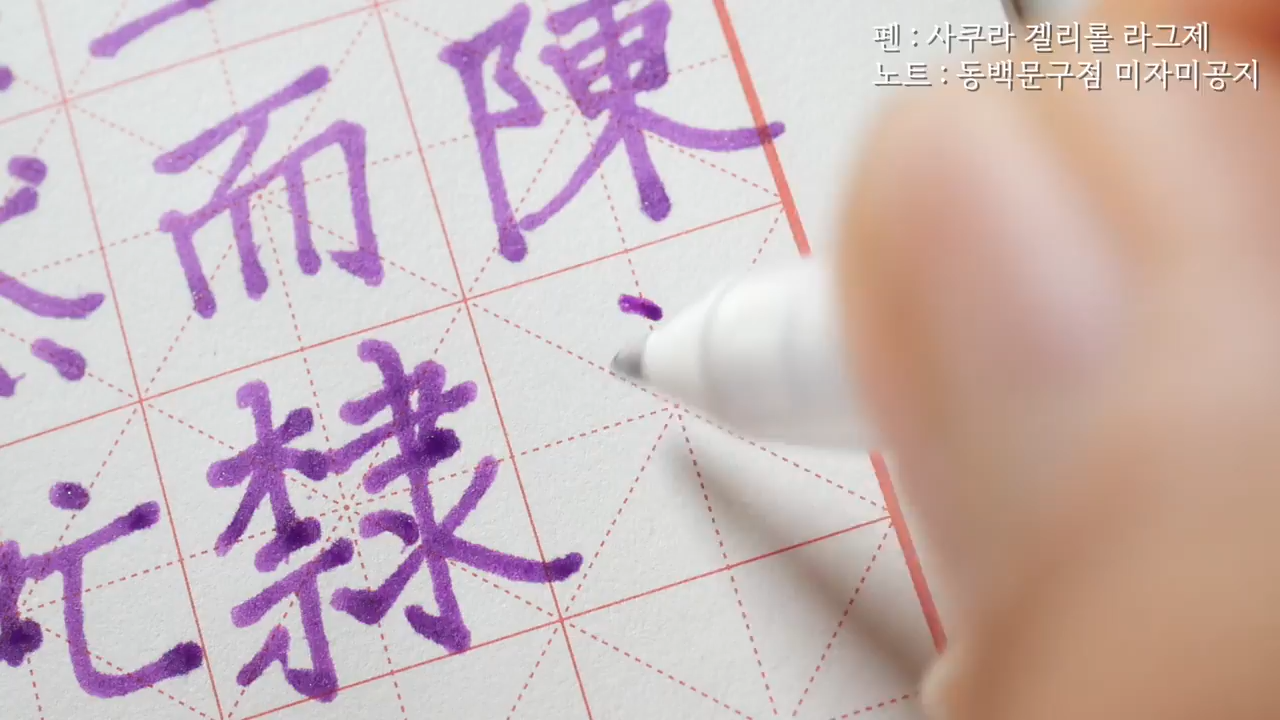 펜 : 사쿠라 겔리롤 라그제
노트 : 동백문구점 미자미공지
而陳
隸